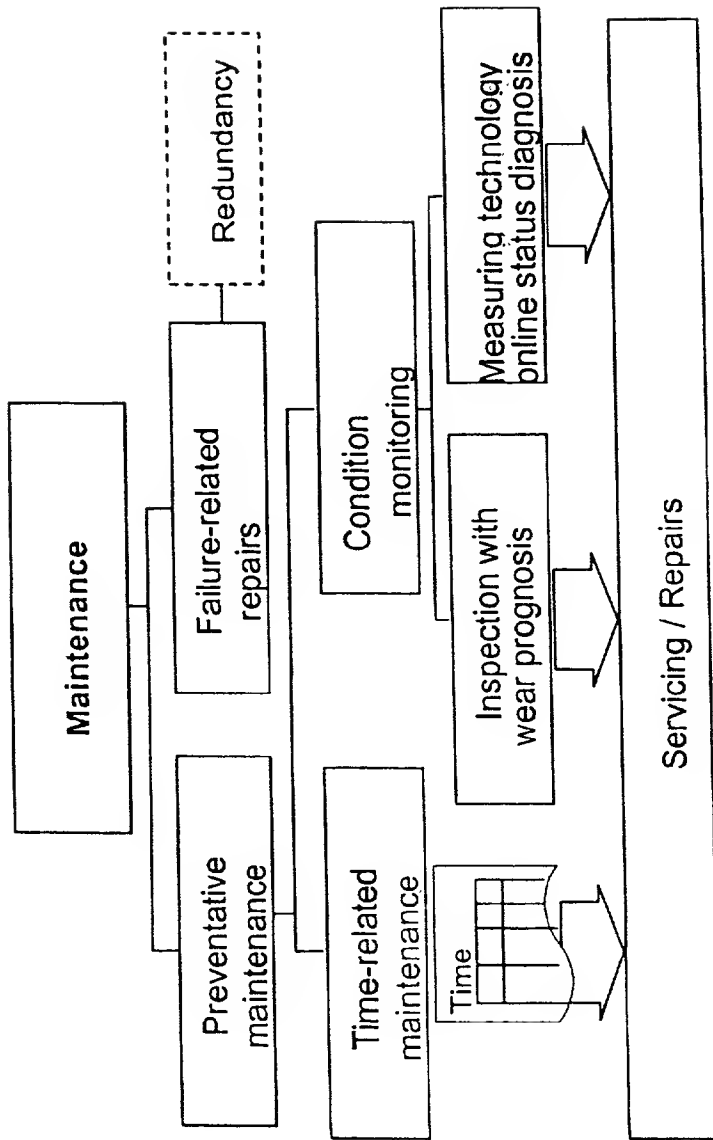 Maintenance
Preventative
maintenance
Failure-related
repairs
Redundancy
Time-related
maintenance
Condition
monitoring
Time
Inspection with
wear prognosis
Measuring technology
online status diagnosis
Servicing / Repairs